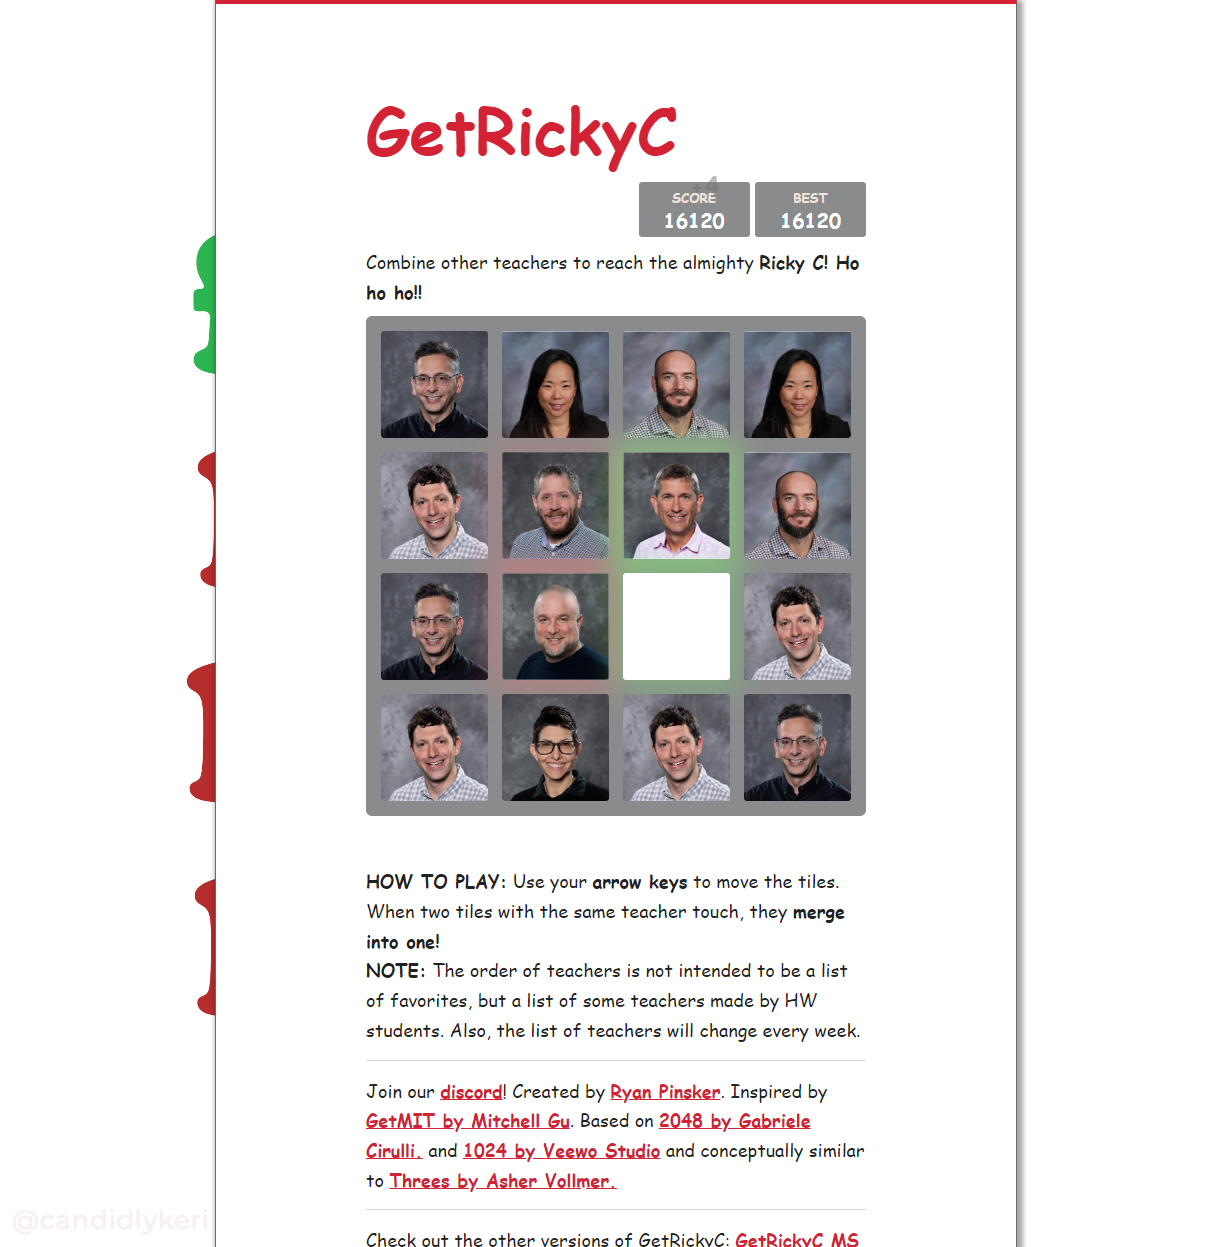 GetRickyC
+4
SCORE
16120
BEST
16120
Combine other teachers to reach the almighty Ricky C! Ho
ho ho!!
HOW TO PLAY: Use your arrow keys to move the tiles.
When two tiles with the same teacher touch, they merge
into one!
NOTE: The order of teachers is not intended to be a list
of favorites, but a list of some teachers made by HW
students. Also, the list of teachers will change every week.
Join our discord! Created by Ryan Pinsker. Inspired by
GetMIT by Mitchell Gu. Based on 2048 by Gabriele
Cirulli. and 1024 by Veewo Studio and conceptually similar
to Threes by Asher Vollmer.
@candidlykeri
Check out the other versions of GetRickyC: GetRickyC MS